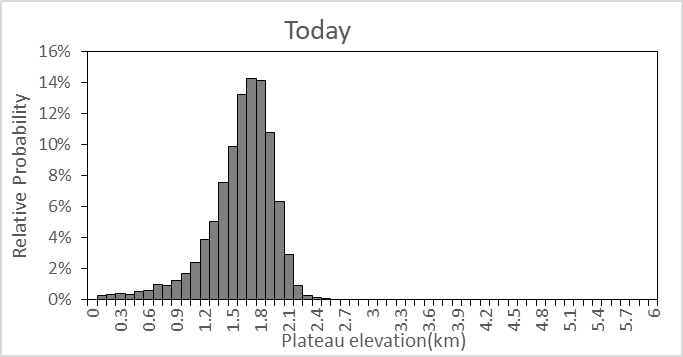 Today
16%
14%
12%
10%
8%
6%
4%
2%
0%
Relative Probability
0 0.3 0.6 0.9 1.2 1.5 1.8 2.1 2.4 2.7 3 3.3 3.6 3.9 4.2 4.5 4.8 5.1 5.4 5.7 6
Plateau elevation(km)